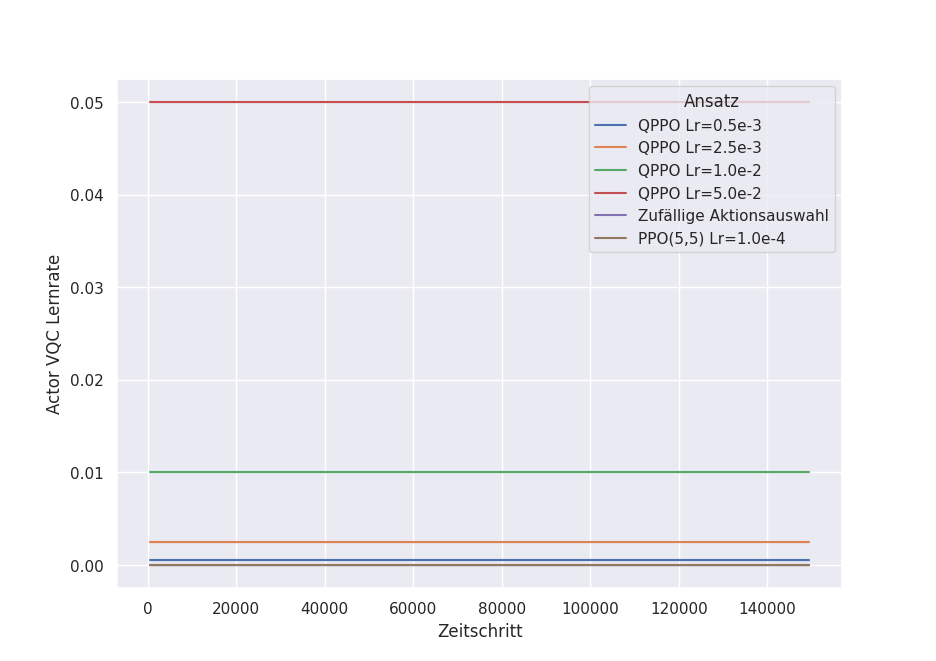 Ansatz
QPPO Lr=0.5e-3
QPPO Lr=2.5e-3
QPPO Lr=1.0e-2
QPPO Lr=5.0e-2
Zufällige Aktionsauswahl
PPO(5,5) Lr=1.0e-4
Actor VQC Lernrate
0.05
0.04
0.03
0.02
0.01
0.00
0 20000 40000 60000 80000 100000 120000 140000
Zeitschritt